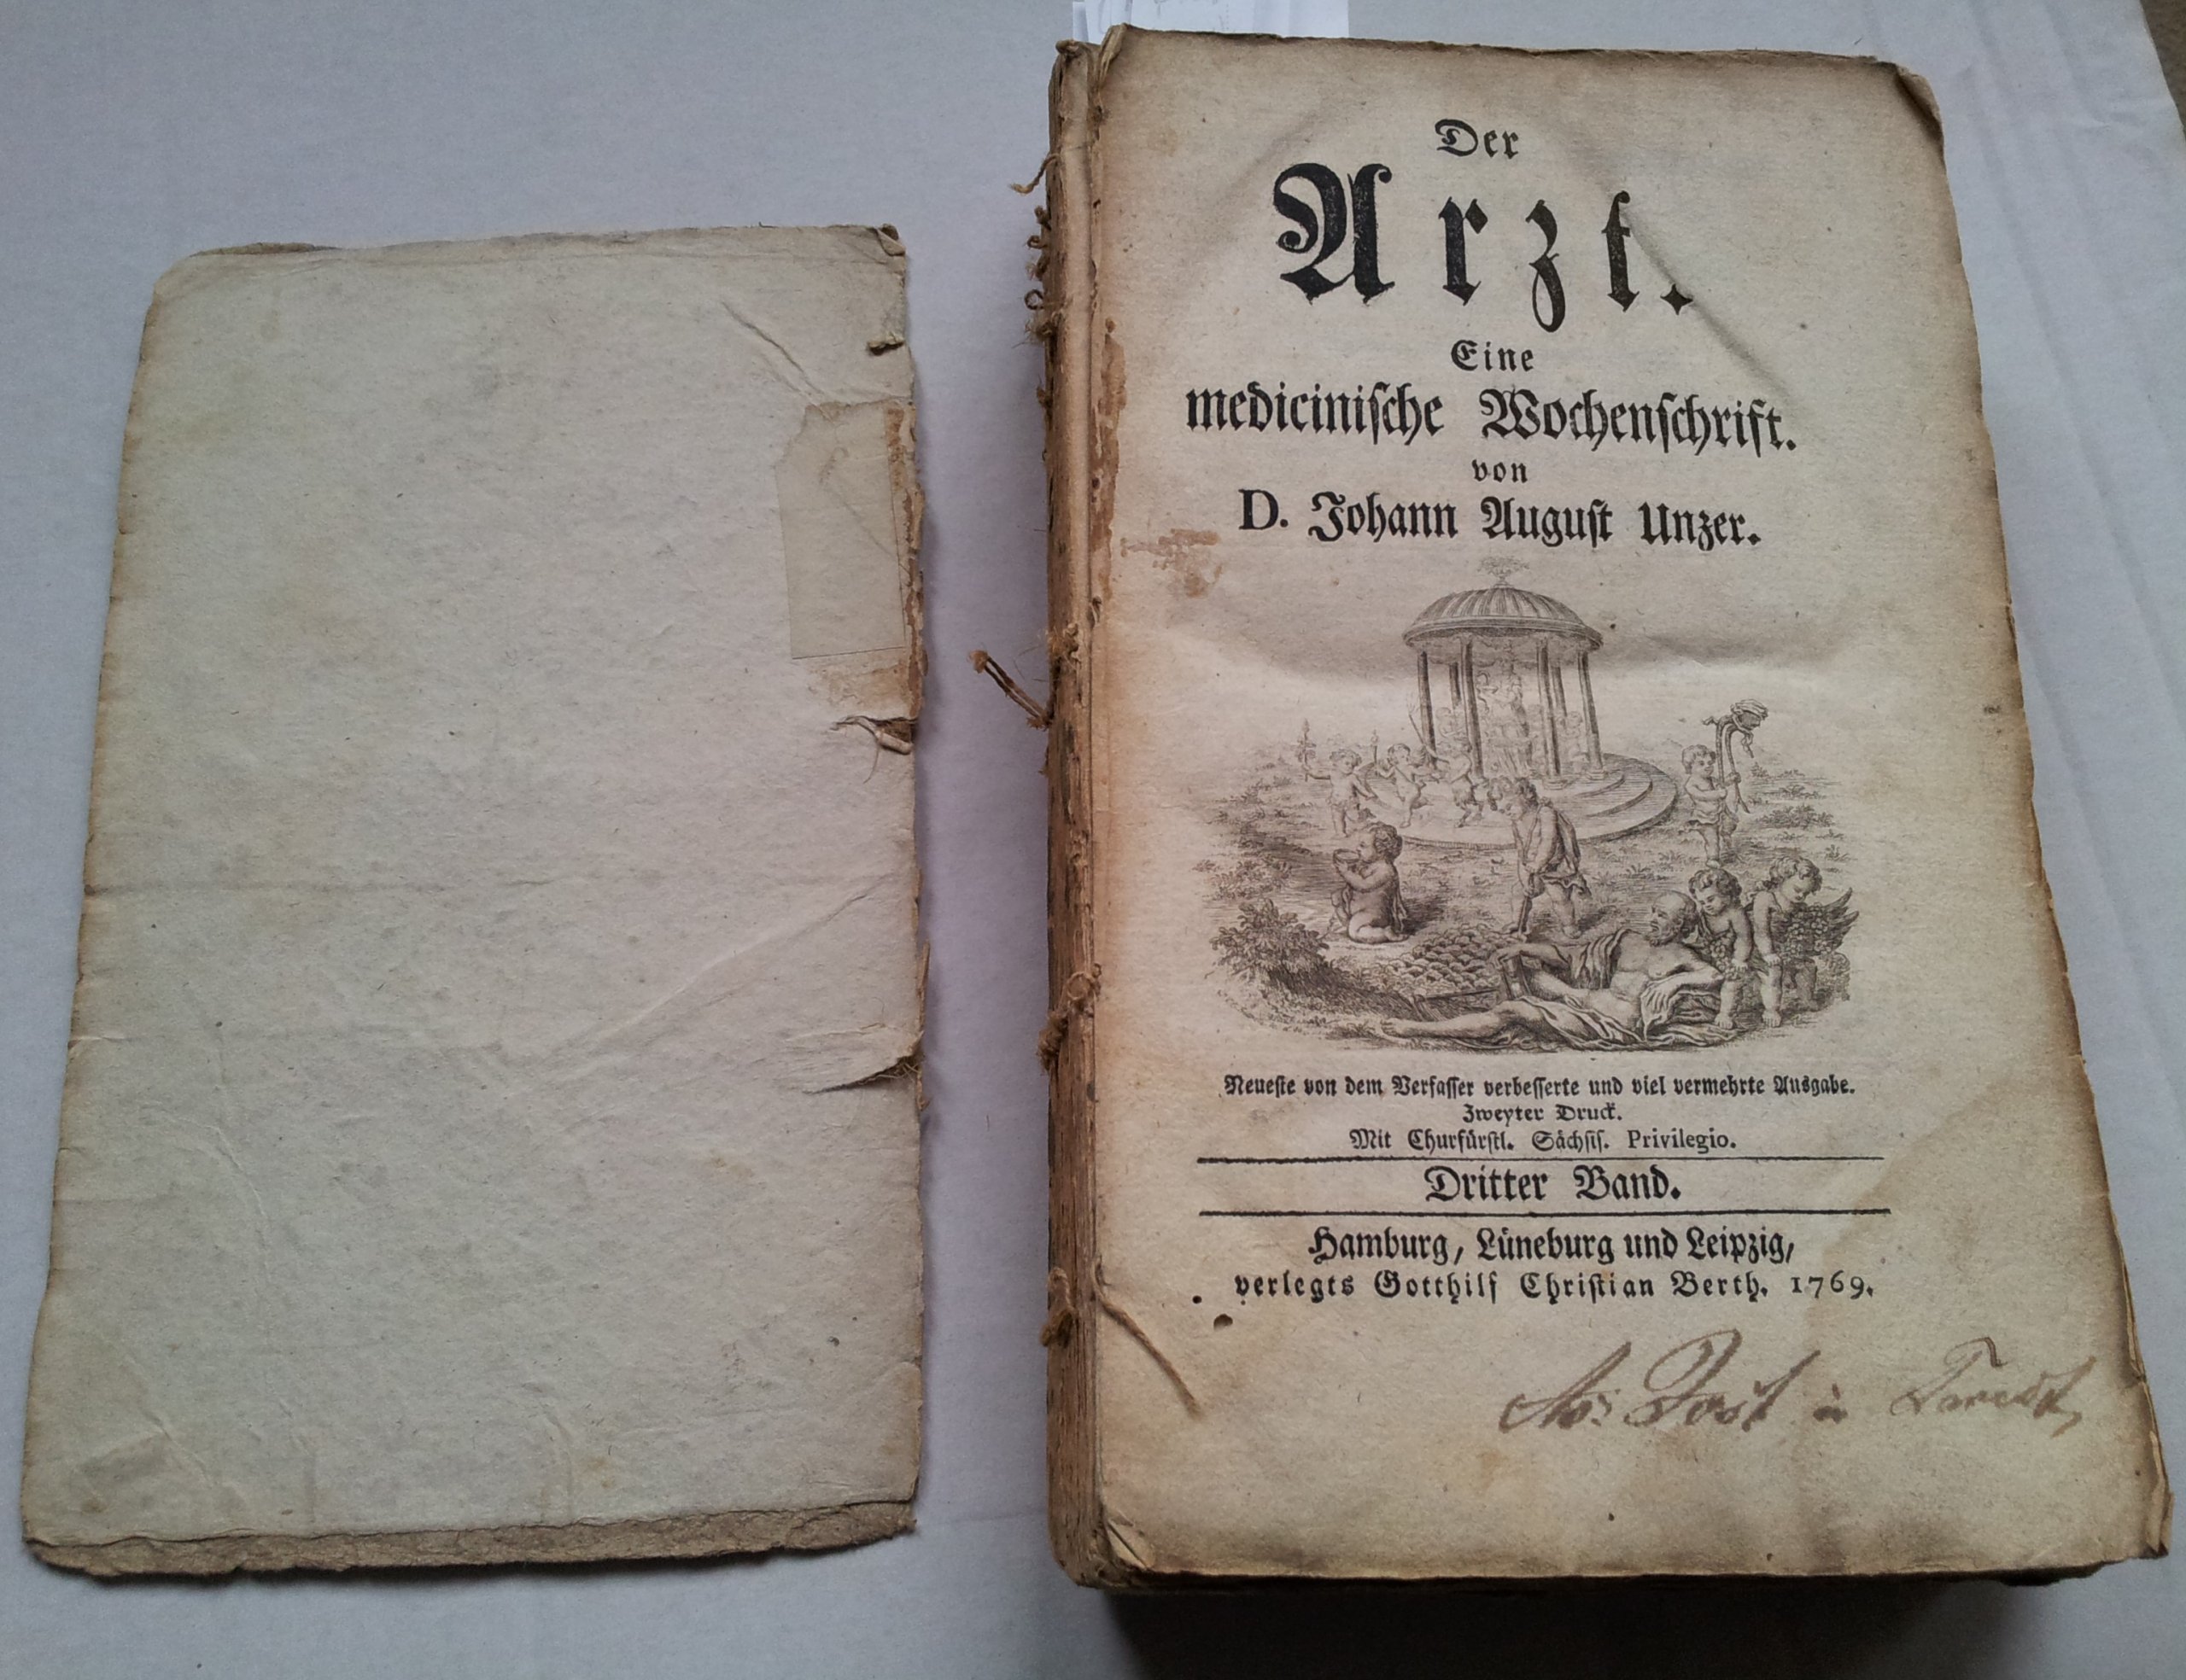 Der
Arzt.
Eine
medicinische Wochenschrift.
von
D. Johann August Unzer.
Neueste von dem Verfasser verbesserte und viel vermehrte Ausgabe.
Zweyter Druck.
Mit Churfürstl. Sächsis. Privilegio.
Dritter Band.
Hamburg, Lüneburg und Leipzig,
verlegts Gotthilf Christian Berth. 1769.